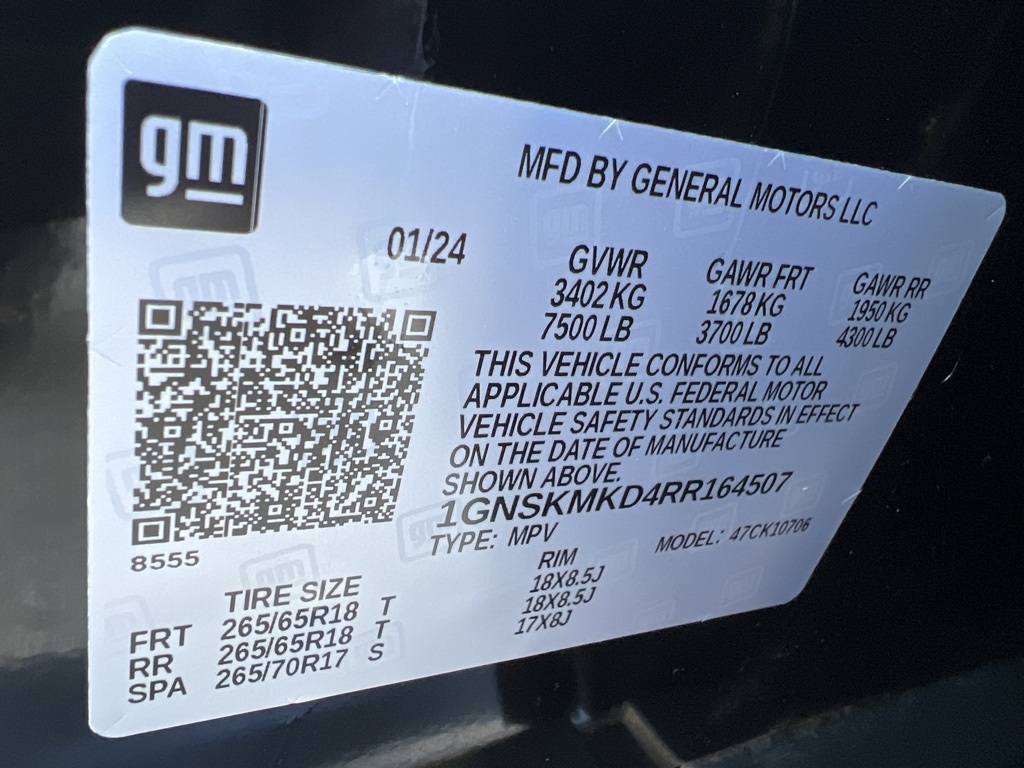 gm
MFD BY GENERAL MOTORS LLC
01/24
GVWR GAWR FRT GAWR RR
3402 KG 1678 KG 1950 KG
7500 LB 3700 LB 4300 LB
THIS VEHICLE CONFORMS TO ALL
APPLICABLE U.S. FEDERAL MOTOR
VEHICLE SAFETY STANDARDS IN EFFECT
ON THE DATE OF MANUFACTURE
SHOWN ABOVE.
1GNSKMKD4RR164507
TYPE: MPV MODEL: 47CK10706
8555
TIRE SIZE RIM
FRT 265/65R18 T 18X8.5J
RR 265/65R18 T 18X8.5J
SPA 265/70R17 S 17X8J